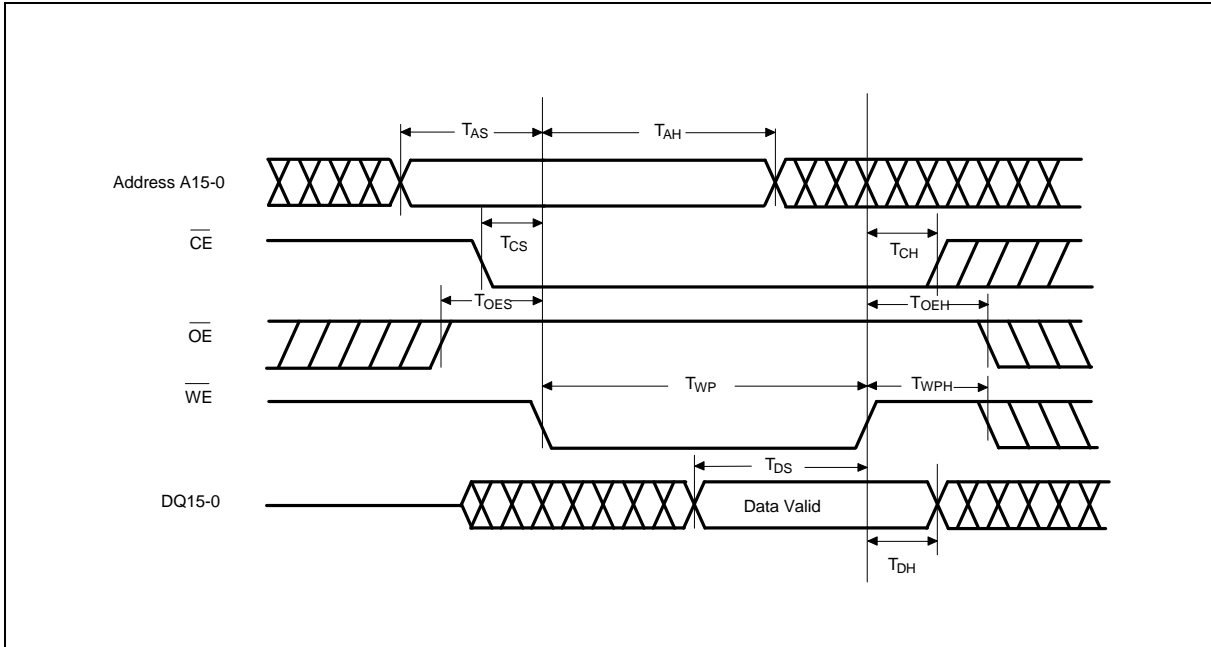 TAS
TAH
Address A15-0
CE
TCS
TCH
TOES
TOEH
OE
WE
TWP
TWPH
TDS
DQ15-0
Data Valid
TDH